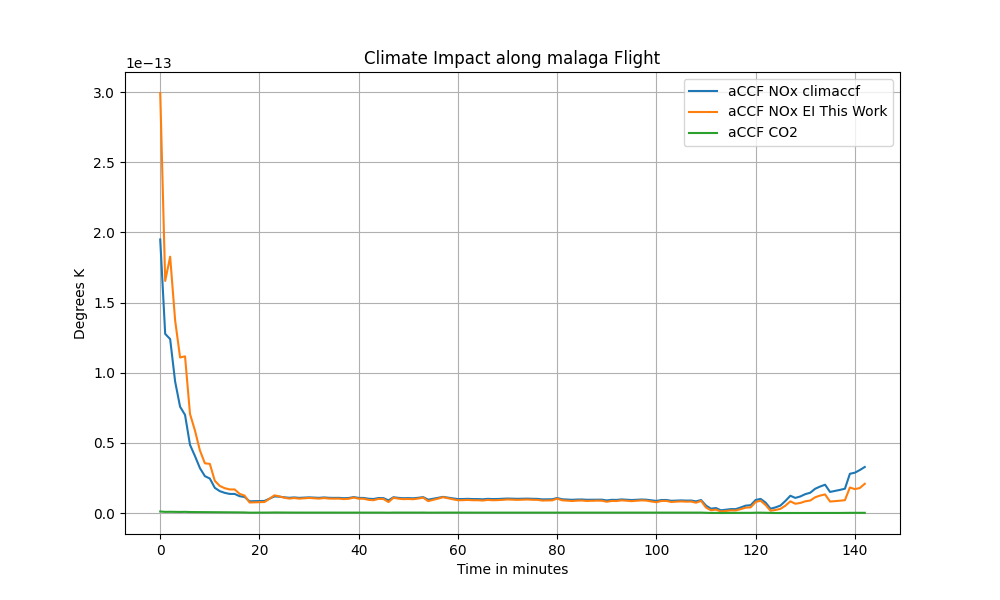 Climate Impact along malaga Flight
1e−13
3.0
2.5
2.0
1.5
1.0
0.5
0.0
Degrees K
aCCF NOx climaccf
aCCF NOx EI This Work
aCCF CO2
0 20 40 60 80 100 120 140
Time in minutes